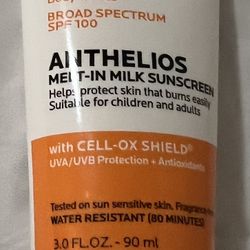 BROAD SPECTRUM
SPF 100
ANTHELIOS
MELT-IN MILK SUNSCREEN
Helps protect skin that burns easily
Suitable for children and adults
with CELL-OX SHIELD®
UVA/UVB Protection + Antioxidants
Tested on sun sensitive skin. Fragrance-
WATER RESISTANT (80 MINUTES)
3.0 FL.OZ. - 90 ml